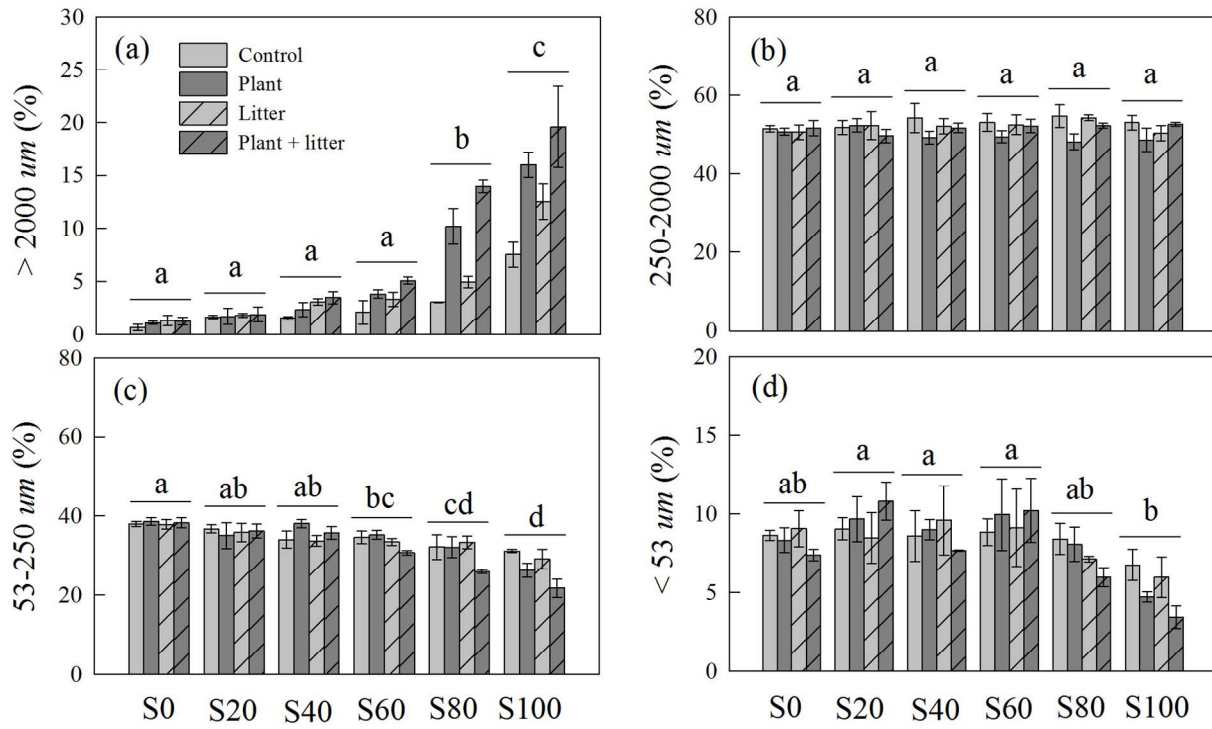 (a)
> 2000 um (%)
30
25
20
15
10
5
0
Control
Plant
Litter
Plant + litter
a
a
a
a
b
c
(b)
250-2000 um (%)
80
60
40
20
0
a
a
a
a
a
a
(c)
53-250 um (%)
80
60
40
20
0
a
ab
ab
bc
cd
d
S0 S20 S40 S60 S80 S100
(d)
< 53 um (%)
20
15
10
5
0
ab
a
a
a
ab
b
S0 S20 S40 S60 S80 S100